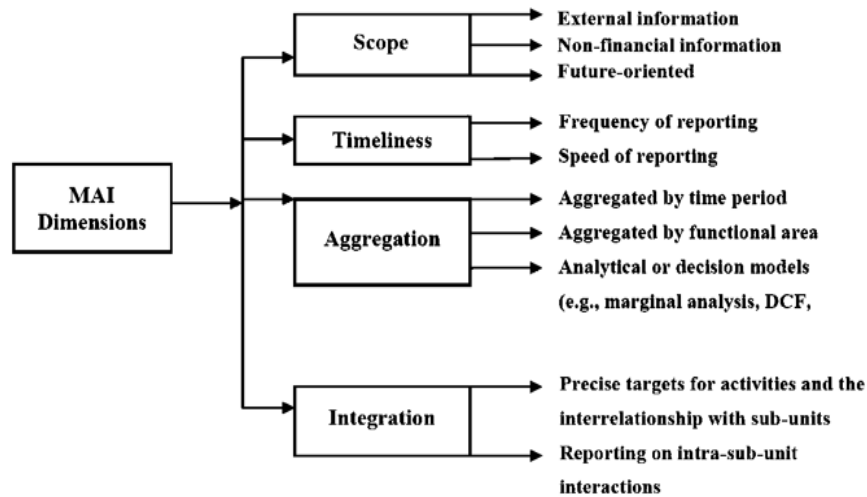 MAI
Dimensions
Scope
External information
Non-financial information
Future-oriented
Timeliness
Frequency of reporting
Speed of reporting
Aggregation
Aggregated by time period
Aggregated by functional area
Analytical or decision models
(e.g., marginal analysis, DCF,
Integration
Precise targets for activities and the
interrelationship with sub-units
Reporting on intra-sub-unit
interactions